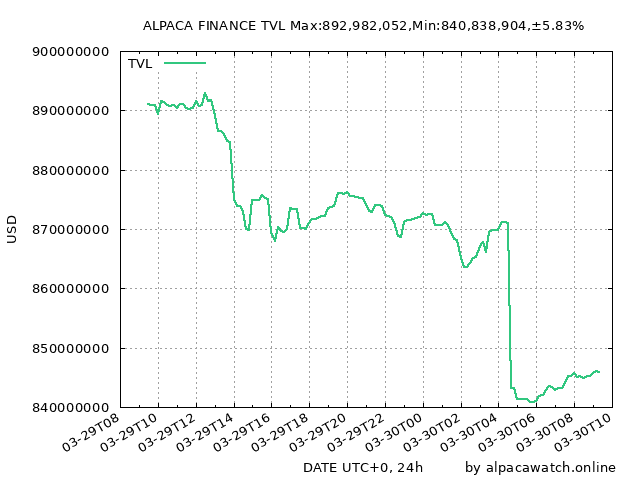 ALPACA FINANCE TVL Max:892,982,052,Min:840,838,904,±5.83%
900000000
TVL
890000000
880000000
870000000
USD
860000000
850000000
840000000
03-29T08
03-29T10
03-29T12
03-29T14
03-29T16
03-29T18
03-29T20
03-29T22
03-30T00
03-30T02
03-30T04
03-30T06
03-30T08
03-30T10
DATE UTC+0, 24h
by alpacawatch.online